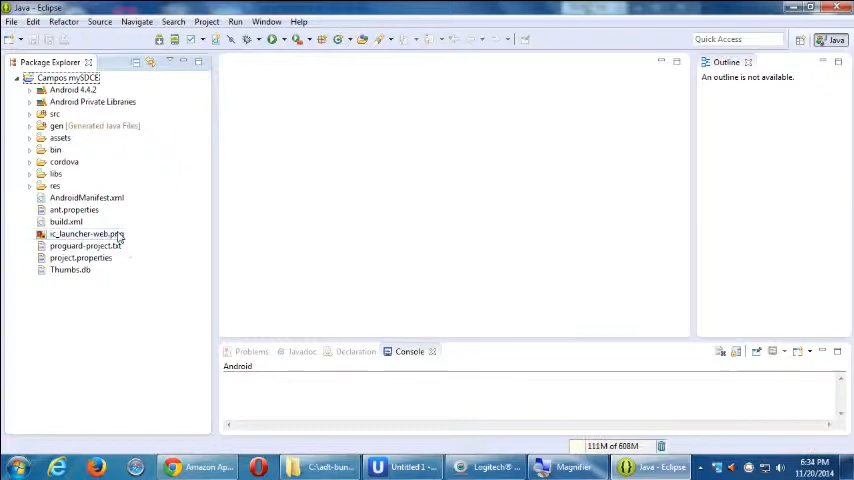 Java - Eclipse
File Edit Refactor Source Navigate Search Project Run Window Help
Quick Access
Java
Package Explorer
Outline
An outline is not available.
Campos mySDCE
Android 4.4.2
Android Private Libraries
src
gen [Generated Java Files]
assets
bin
cordova
libs
res
AndroidManifest.xml
ant.properties
build.xml
ic_launcher-web.png
proguard-project.txt
project.properties
Thumbs.db
Problems Javadoc Declaration Console
Android
111M of 608M
Amazon Ap... C:\adt-bun... Untitled 1 -... Logitech® ... Magnifier Java - Eclipse
6:34 PM
11/20/2014